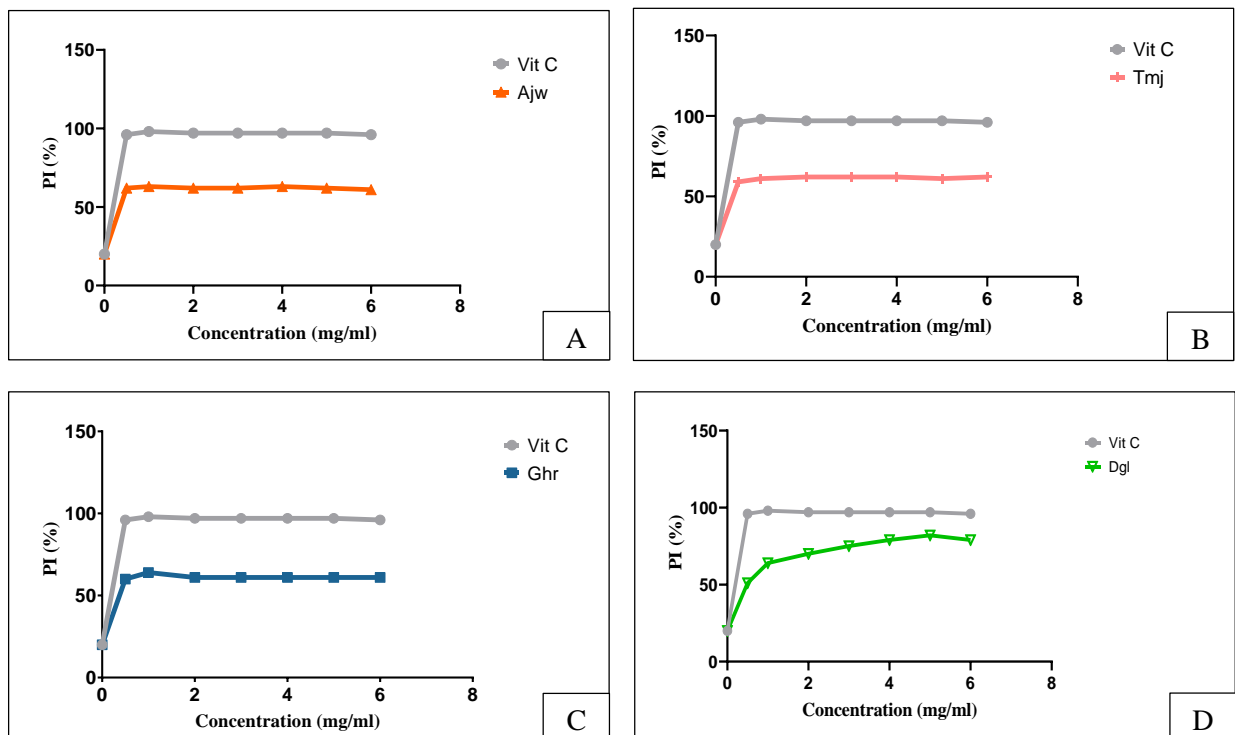 150
100
50
0
PI (%)
0 2 4 6 8
Concentration (mg/ml)
Vit C
Ajw
A
150
100
50
0
PI (%)
0 2 4 6 8
Concentration (mg/ml)
Vit C
Tmj
B
150
100
50
0
PI (%)
0 2 4 6 8
Concentration (mg/ml)
Vit C
Ghr
C
150
100
50
0
PI (%)
0 2 4 6 8
Concentration (mg/ml)
Vit C
Dgl
D